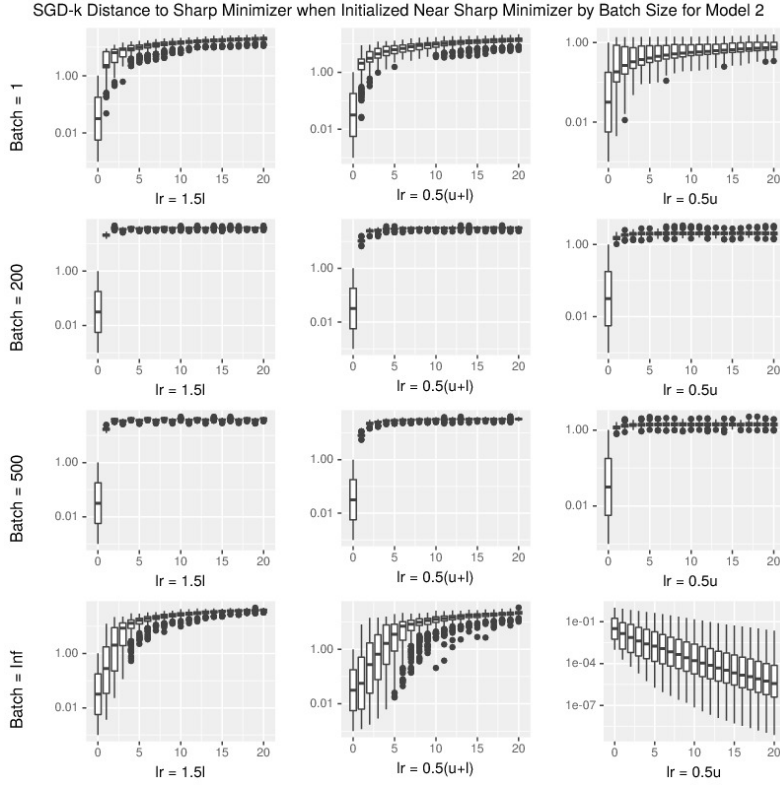 SGD-k Distance to Sharp Minimizer when Initialized Near Sharp Minimizer by Batch Size for Model 2
Batch = 1
1.00
0.01
0 5 10 15 20
lr = 1.5l
1.00
0.01
0 5 10 15 20
lr = 0.5(u+l)
1.00
0.01
0 5 10 15 20
lr = 0.5u
Batch = 200
1.00
0.01
0 5 10 15 20
lr = 1.5l
1.00
0.01
0 5 10 15 20
lr = 0.5(u+l)
1.00
0.01
0 5 10 15 20
lr = 0.5u
Batch = 500
1.00
0.01
0 5 10 15 20
lr = 1.5l
1.00
0.01
0 5 10 15 20
lr = 0.5(u+l)
1.00
0.01
0 5 10 15 20
lr = 0.5u
Batch = Inf
1.00
0.01
0 5 10 15 20
lr = 1.5l
1.00
0.01
0 5 10 15 20
lr = 0.5(u+l)
1e-01
1e-04
1e-07
0 5 10 15 20
lr = 0.5u